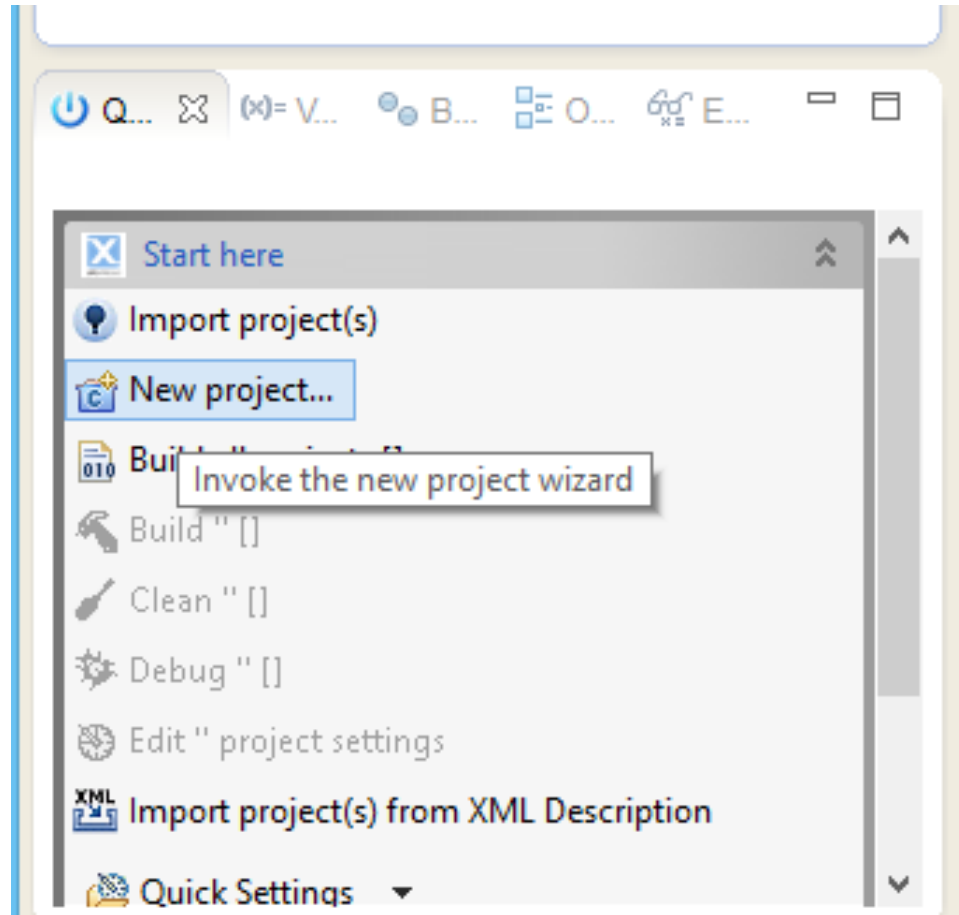 Q... (x)= V... B... O... E...
Start here
Import project(s)
New project...
Invoke the new project wizard
Build '' []
Clean '' []
Debug '' []
Edit '' project settings
Import project(s) from XML Description
Quick Settings